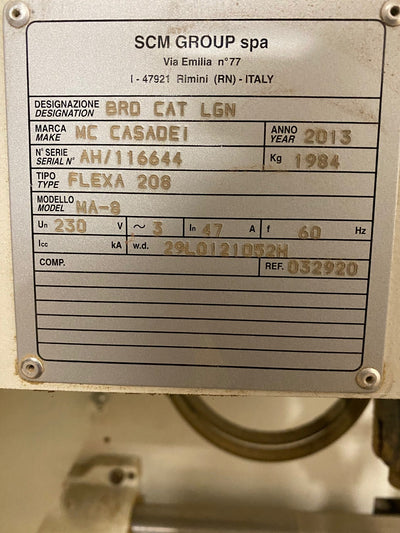 SCM GROUP spa
Via Emilia n°77
I - 47921 Rimini (RN) - ITALY
DESIGNAZIONE DESIGNATION BRD CAT LGN
MARCA MAKE MC CASADEI ANNO YEAR 2013
N° SERIE SERIAL N° AH/116644 Kg 1984
TIPO TYPE FLEXA 208
MODELLO MODEL MA-8
Un 230 V ~ 3 In 47 A f 60 Hz
Icc kA w.d. 29L0121052H
COMP. REF. 032920